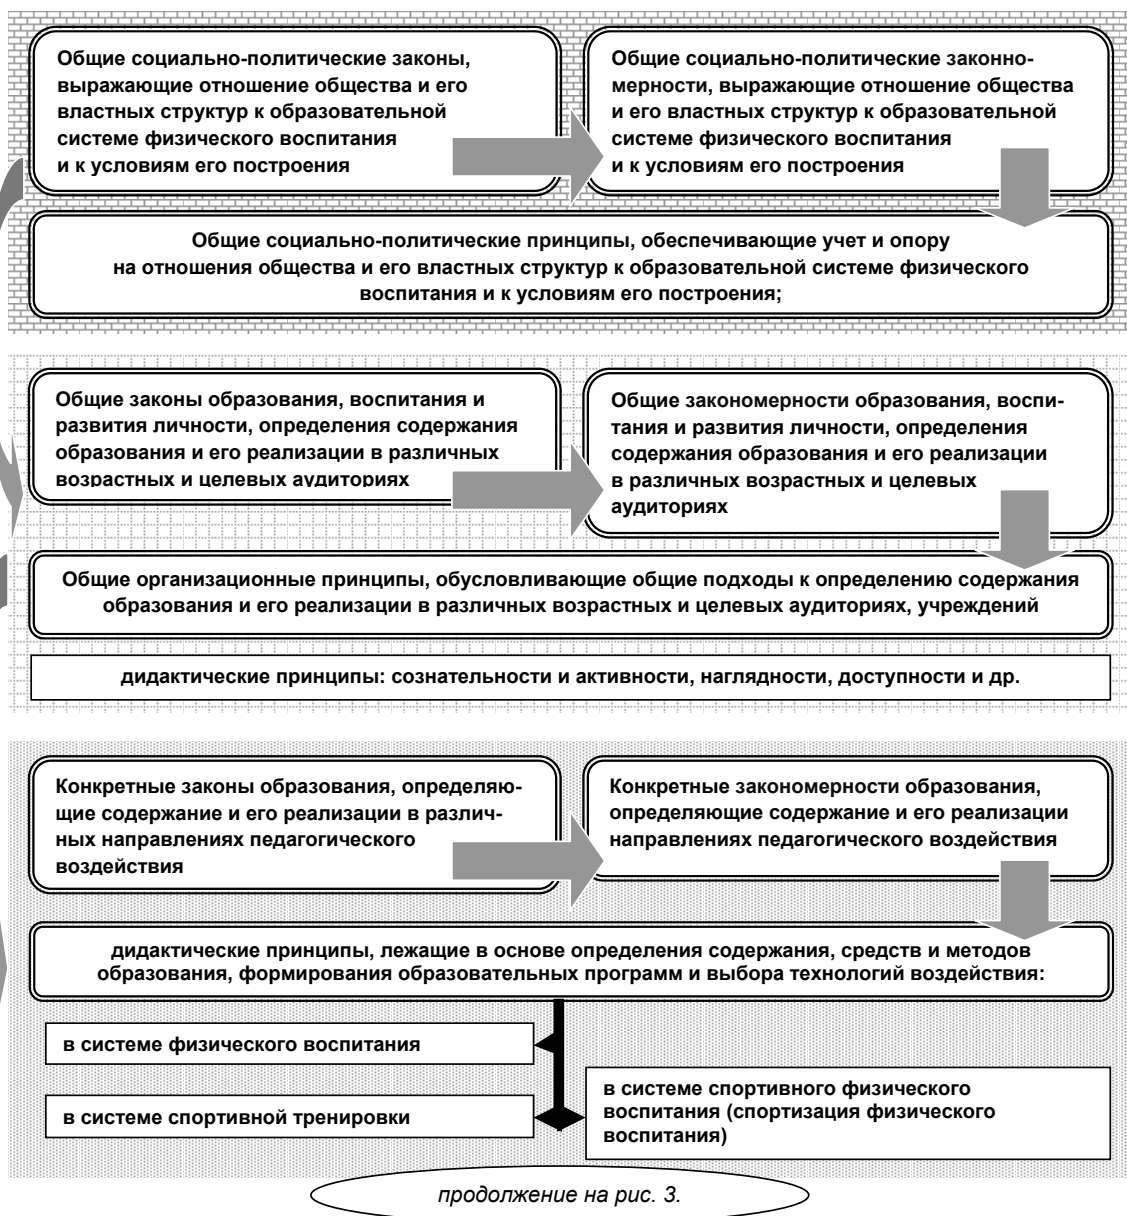 Общие социально-политические законы,
выражающие отношение общества и его
властных структур к образовательной
системе физического воспитания
и к условиям его построения
Общие социально-политические законно-
мерности, выражающие отношение общества
и его властных структур к образовательной
системе физического воспитания
и к условиям его построения
Общие социально-политические принципы, обеспечивающие учет и опору
на отношения общества и его властных структур к образовательной системе физического
воспитания и к условиям его построения;
Общие законы образования, воспитания и
развития личности, определения содержания
образования и его реализации в различных
возрастных и целевых аудиториях
Общие закономерности образования, воспи-
тания и развития личности, определения
содержания образования и его реализации
в различных возрастных и целевых
аудиториях
Общие организационные принципы, обусловливающие общие подходы к определению содержания
образования и его реализации в различных возрастных и целевых аудиториях, учреждений
дидактические принципы: сознательности и активности, наглядности, доступности и др.
Конкретные законы образования, определяю-
щие содержание и его реализации в различ-
ных направлениях педагогического
воздействия
Конкретные закономерности образования,
определяющие содержание и его реализации
направлениях педагогического воздействия
дидактические принципы, лежащие в основе определения содержания, средств и методов
образования, формирования образовательных программ и выбора технологий воздействия:
в системе физического воспитания
в системе спортивной тренировки
в системе спортивного физического
воспитания (спортизация физического
воспитания)
продолжение на рис. 3.